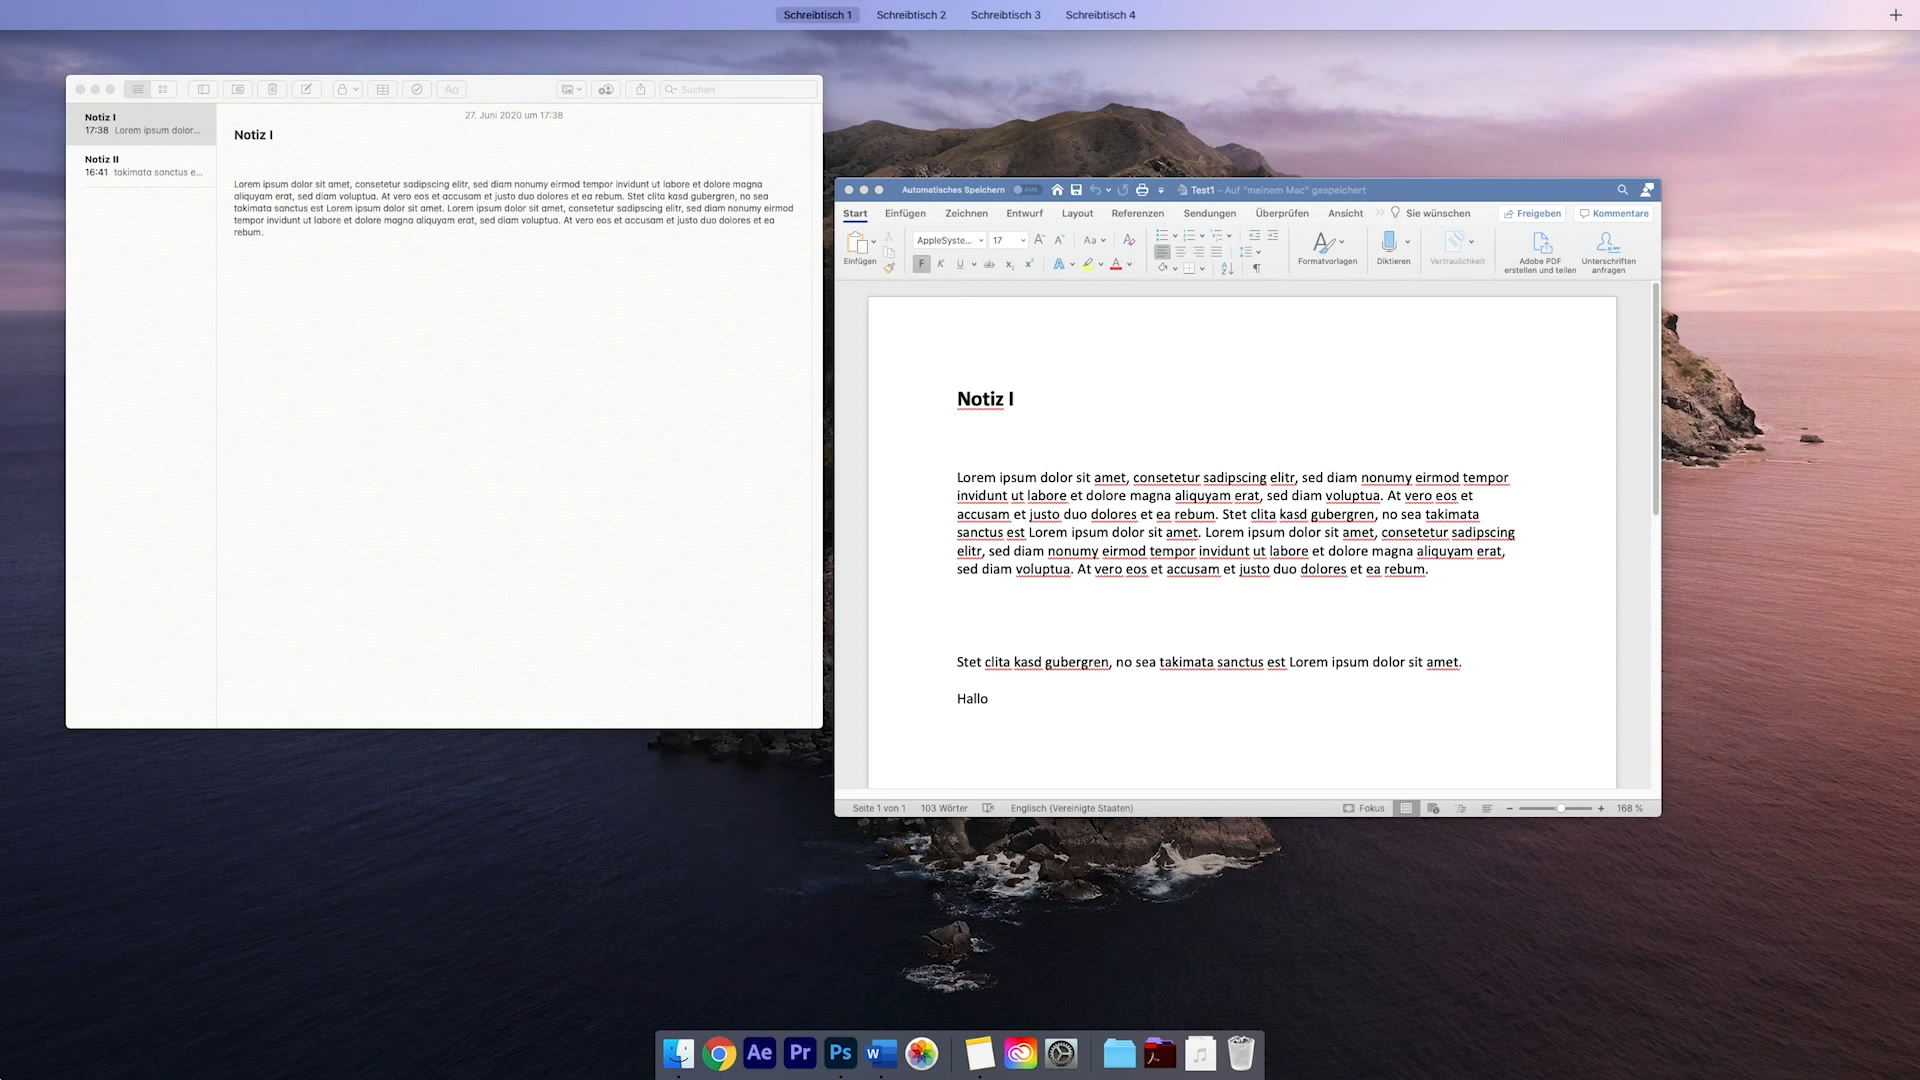 Schreibtisch 1 Schreibtisch 2 Schreibtisch 3 Schreibtisch 4
Suchen
Notiz I
17:38 Lorem ipsum dolor...
Notiz II
16:41 takimata sanctus e...
27. Juni 2020 um 17:38
Notiz I
Lorem ipsum dolor sit amet, consetetur sadipscing elitr, sed diam nonumy eirmod tempor invidunt ut labore et dolore magna
aliquyam erat, sed diam voluptua. At vero eos et accusam et justo duo dolores et ea rebum. Stet clita kasd gubergren, no sea
takimata sanctus est Lorem ipsum dolor sit amet. Lorem ipsum dolor sit amet, consetetur sadipscing elitr, sed diam nonumy eirmod
tempor invidunt ut labore et dolore magna aliquyam erat, sed diam voluptua. At vero eos et accusam et justo duo dolores et ea
rebum.
Automatisches Speichern AUS Test1 – Auf "meinem Mac" gespeichert
Start Einfügen Zeichnen Entwurf Layout Referenzen Sendungen Überprüfen Ansicht Sie wünschen Freigeben Kommentare
Einfügen
AppleSyste... 17
F K U
Formatvorlagen
Diktieren
Vertraulichkeit
Adobe PDF
erstellen und teilen
Unterschriften
anfragen
Notiz I
Lorem ipsum dolor sit amet, consetetur sadipscing elitr, sed diam nonumy eirmod tempor
invidunt ut labore et dolore magna aliquyam erat, sed diam voluptua. At vero eos et
accusam et justo duo dolores et ea rebum. Stet clita kasd gubergren, no sea takimata
sanctus est Lorem ipsum dolor sit amet. Lorem ipsum dolor sit amet, consetetur sadipscing
elitr, sed diam nonumy eirmod tempor invidunt ut labore et dolore magna aliquyam erat,
sed diam voluptua. At vero eos et accusam et justo duo dolores et ea rebum.
Stet clita kasd gubergren, no sea takimata sanctus est Lorem ipsum dolor sit amet.
Hallo
Seite 1 von 1 103 Wörter Englisch (Vereinigte Staaten) Fokus 168 %
Ae Pr Ps W